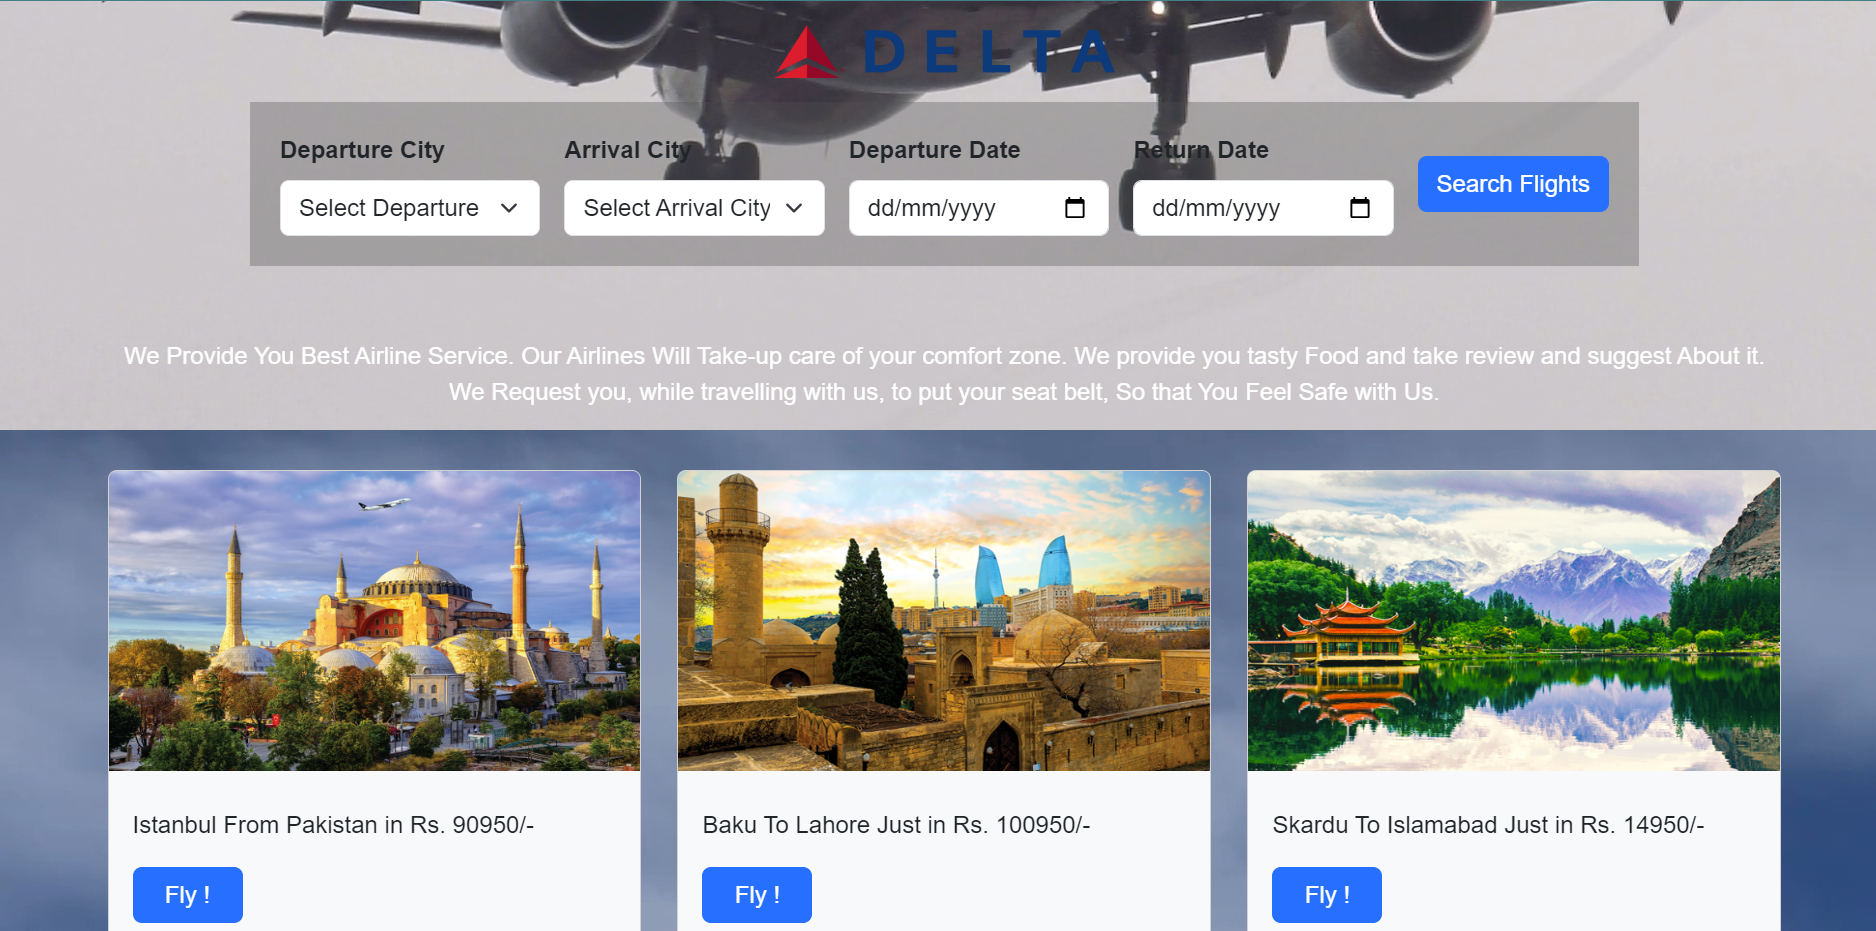 DELTA
Departure City
Arrival City
Departure Date
Return Date
Select Departure
Select Arrival City
dd/mm/yyyy
dd/mm/yyyy
Search Flights
We Provide You Best Airline Service. Our Airlines Will Take-up care of your comfort zone. We provide you tasty Food and take review and suggest About it.
We Request you, while travelling with us, to put your seat belt, So that You Feel Safe with Us.
Istanbul From Pakistan in Rs. 90950/-
Baku To Lahore Just in Rs. 100950/-
Skardu To Islamabad Just in Rs. 14950/-
Fly !
Fly !
Fly !